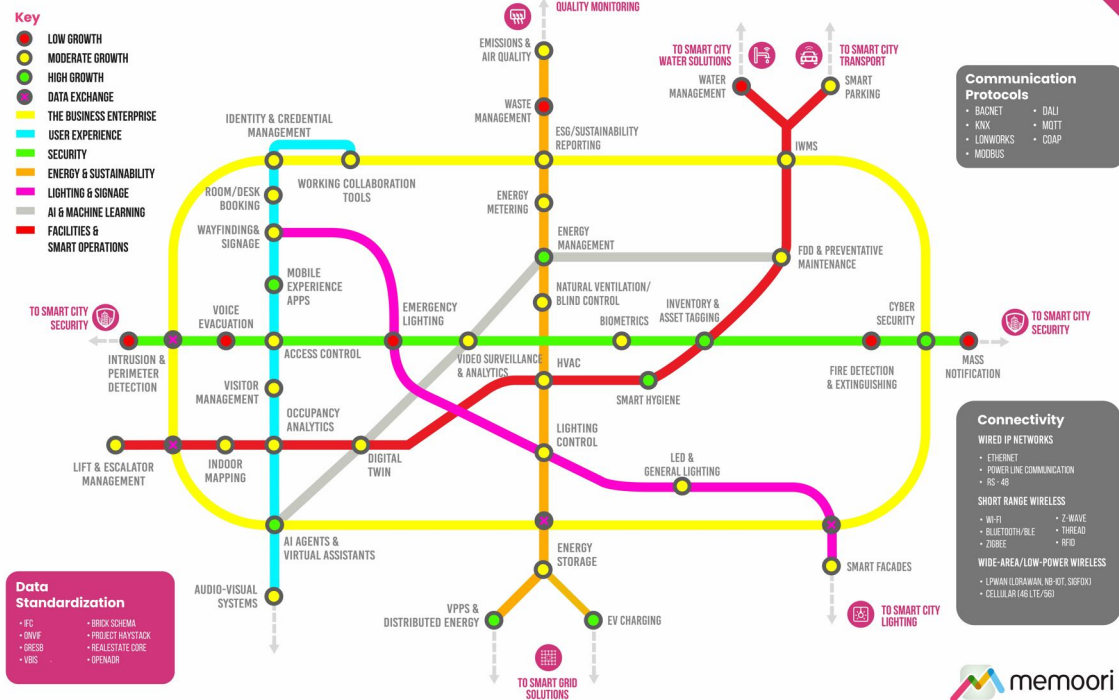 Key
LOW GROWTH
MODERATE GROWTH
HIGH GROWTH
DATA EXCHANGE
THE BUSINESS ENTERPRISE
USER EXPERIENCE
SECURITY
ENERGY & SUSTAINABILITY
LIGHTING & SIGNAGE
AI & MACHINE LEARNING
FACILITIES &
SMART OPERATIONS
QUALITY MONITORING
EMISSIONS &
AIR QUALITY
WASTE
MANAGEMENT
ESG/SUSTAINABILITY
REPORTING
ENERGY
METERING
ENERGY
MANAGEMENT
NATURAL VENTILATION/
BLIND CONTROL
HVAC
LIGHTING
CONTROL
ENERGY
STORAGE
VPPS &
DISTRIBUTED ENERGY
EV CHARGING
TO SMART GRID
SOLUTIONS
TO SMART CITY
WATER SOLUTIONS
TO SMART CITY
TRANSPORT
WATER
MANAGEMENT
SMART
PARKING
IWMS
FDD & PREVENTATIVE
MAINTENANCE
INVENTORY &
ASSET TAGGING
SMART HYGIENE
IDENTITY & CREDENTIAL
MANAGEMENT
WORKING COLLABORATION
TOOLS
ROOM/DESK
BOOKING
WAYFINDING&
SIGNAGE
MOBILE
EXPERIENCE
APPS
ACCESS CONTROL
VISITOR
MANAGEMENT
OCCUPANCY
ANALYTICS
AI AGENTS &
VIRTUAL ASSISTANTS
AUDIO-VISUAL
SYSTEMS
TO SMART CITY
SECURITY
INTRUSION &
PERIMETER
DETECTION
VOICE
EVACUATION
EMERGENCY
LIGHTING
VIDEO SURVEILLANCE
& ANALYTICS
BIOMETRICS
FIRE DETECTION
& EXTINGUISHING
CYBER
SECURITY
MASS
NOTIFICATION
TO SMART CITY
SECURITY
LIFT & ESCALATOR
MANAGEMENT
INDOOR
MAPPING
DIGITAL
TWIN
LED &
GENERAL LIGHTING
SMART FACADES
TO SMART CITY
LIGHTING
Communication
Protocols
• BACNET
• KNX
• LONWORKS
• MODBUS
• DALI
• MQTT
• COAP
Connectivity
WIRED IP NETWORKS
• ETHERNET
• POWER LINE COMMUNICATION
• RS - 48
SHORT RANGE WIRELESS
• WI-FI
• BLUETOOTH/BLE
• ZIGBEE
• Z-WAVE
• THREAD
• RFID
WIDE-AREA/LOW-POWER WIRELESS
• LPWAN (LORAWAN, NB-IOT, SIGFOX)
• CELLULAR (4G LTE/5G)
Data
Standardization
• IFC
• ONVIF
• GRESB
• VBIS
• BRICK SCHEMA
• PROJECT HAYSTACK
• REALESTATE CORE
• OPENADR
memoori